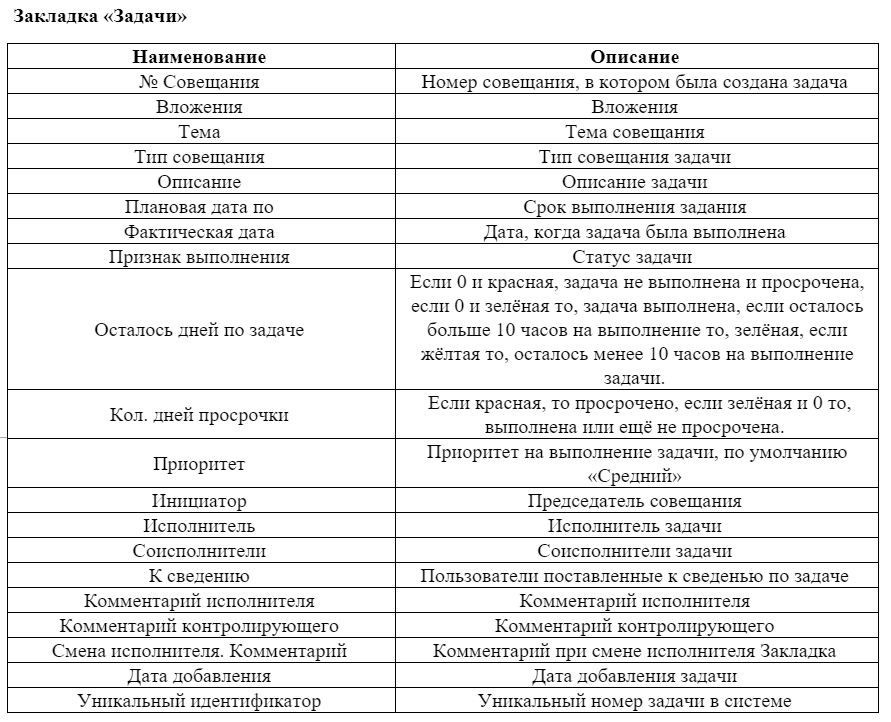 Закладка «Задачи»
Наименование Описание
№ Совещания Номер совещания, в котором была создана задача
Вложения Вложения
Тема Тема совещания
Тип совещания Тип совещания задачи
Описание Описание задачи
Плановая дата по Срок выполнения задания
Фактическая дата Дата, когда задача была выполнена
Признак выполнения Статус задачи
Осталось дней по задаче
Если 0 и красная, задача не выполнена и просрочена,
если 0 и зелёная то, задача выполнена, если осталось
больше 10 часов на выполнение то, зелёная, если
жёлтая то, осталось менее 10 часов на выполнение
задачи.
Кол. дней просрочки
Если красная, то просрочено, если зелёная и 0 то,
выполнена или ещё не просрочена.
Приоритет
Приоритет на выполнение задачи, по умолчанию
«Средний»
Инициатор Председатель совещания
Исполнитель Исполнитель задачи
Соисполнители Соисполнители задачи
К сведению Пользователи поставленные к сведенью по задаче
Комментарий исполнителя Комментарий исполнителя
Комментарий контролирующего Комментарий контролирующего
Смена исполнителя. Комментарий Комментарий при смене исполнителя Закладка
Дата добавления Дата добавления задачи
Уникальный идентификатор Уникальный номер задачи в системе